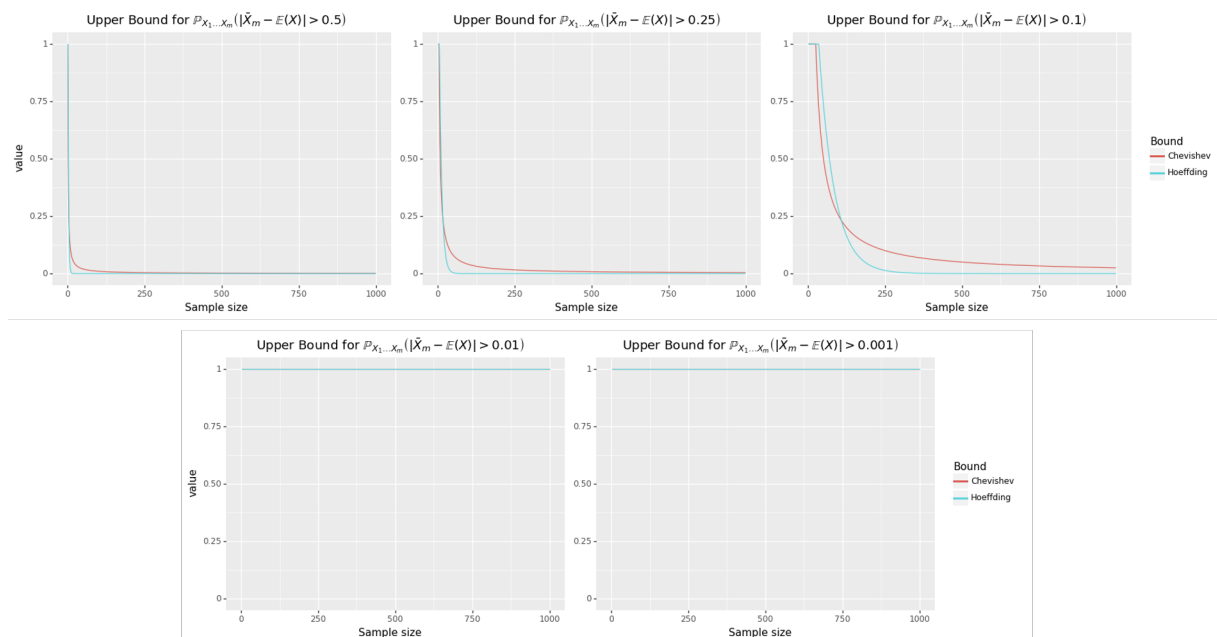 Upper Bound for ℙ_{X_1...X_m}(|X̄_m − 𝔼(X)| > 0.5)
Upper Bound for ℙ_{X_1...X_m}(|X̄_m − 𝔼(X)| > 0.25)
Upper Bound for ℙ_{X_1...X_m}(|X̄_m − 𝔼(X)| > 0.1)
value
1
0.75
0.50
0.25
0
0 250 500 750 1000
Sample size
1
0.75
0.50
0.25
0
0 250 500 750 1000
Sample size
1
0.75
0.50
0.25
0
0 250 500 750 1000
Sample size
Bound
Chevishev
Hoeffding
Upper Bound for ℙ_{X_1...X_m}(|X̄_m − 𝔼(X)| > 0.01)
Upper Bound for ℙ_{X_1...X_m}(|X̄_m − 𝔼(X)| > 0.001)
value
1
0.75
0.50
0.25
0
0 250 500 750 1000
Sample size
1
0.75
0.50
0.25
0
0 250 500 750 1000
Sample size
Bound
Chevishev
Hoeffding